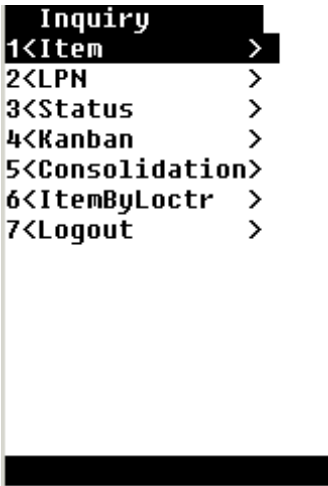 Inquiry
1<Item >
2<LPN >
3<Status >
4<Kanban >
5<Consolidation>
6<ItemByLoctr >
7<Logout >